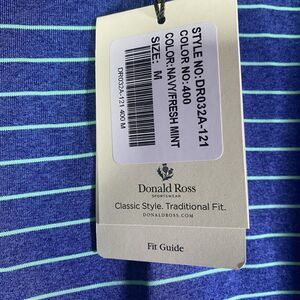 STYLE NO:DR032A-121
COLOR NO:400
COLOR:NAVY/FRESH MINT
SIZE: M
DR032A-121 400 M
Donald Ross
SPORTSWEAR
Classic Style. Traditional Fit.
DONALDROSS.COM
Fit Guide